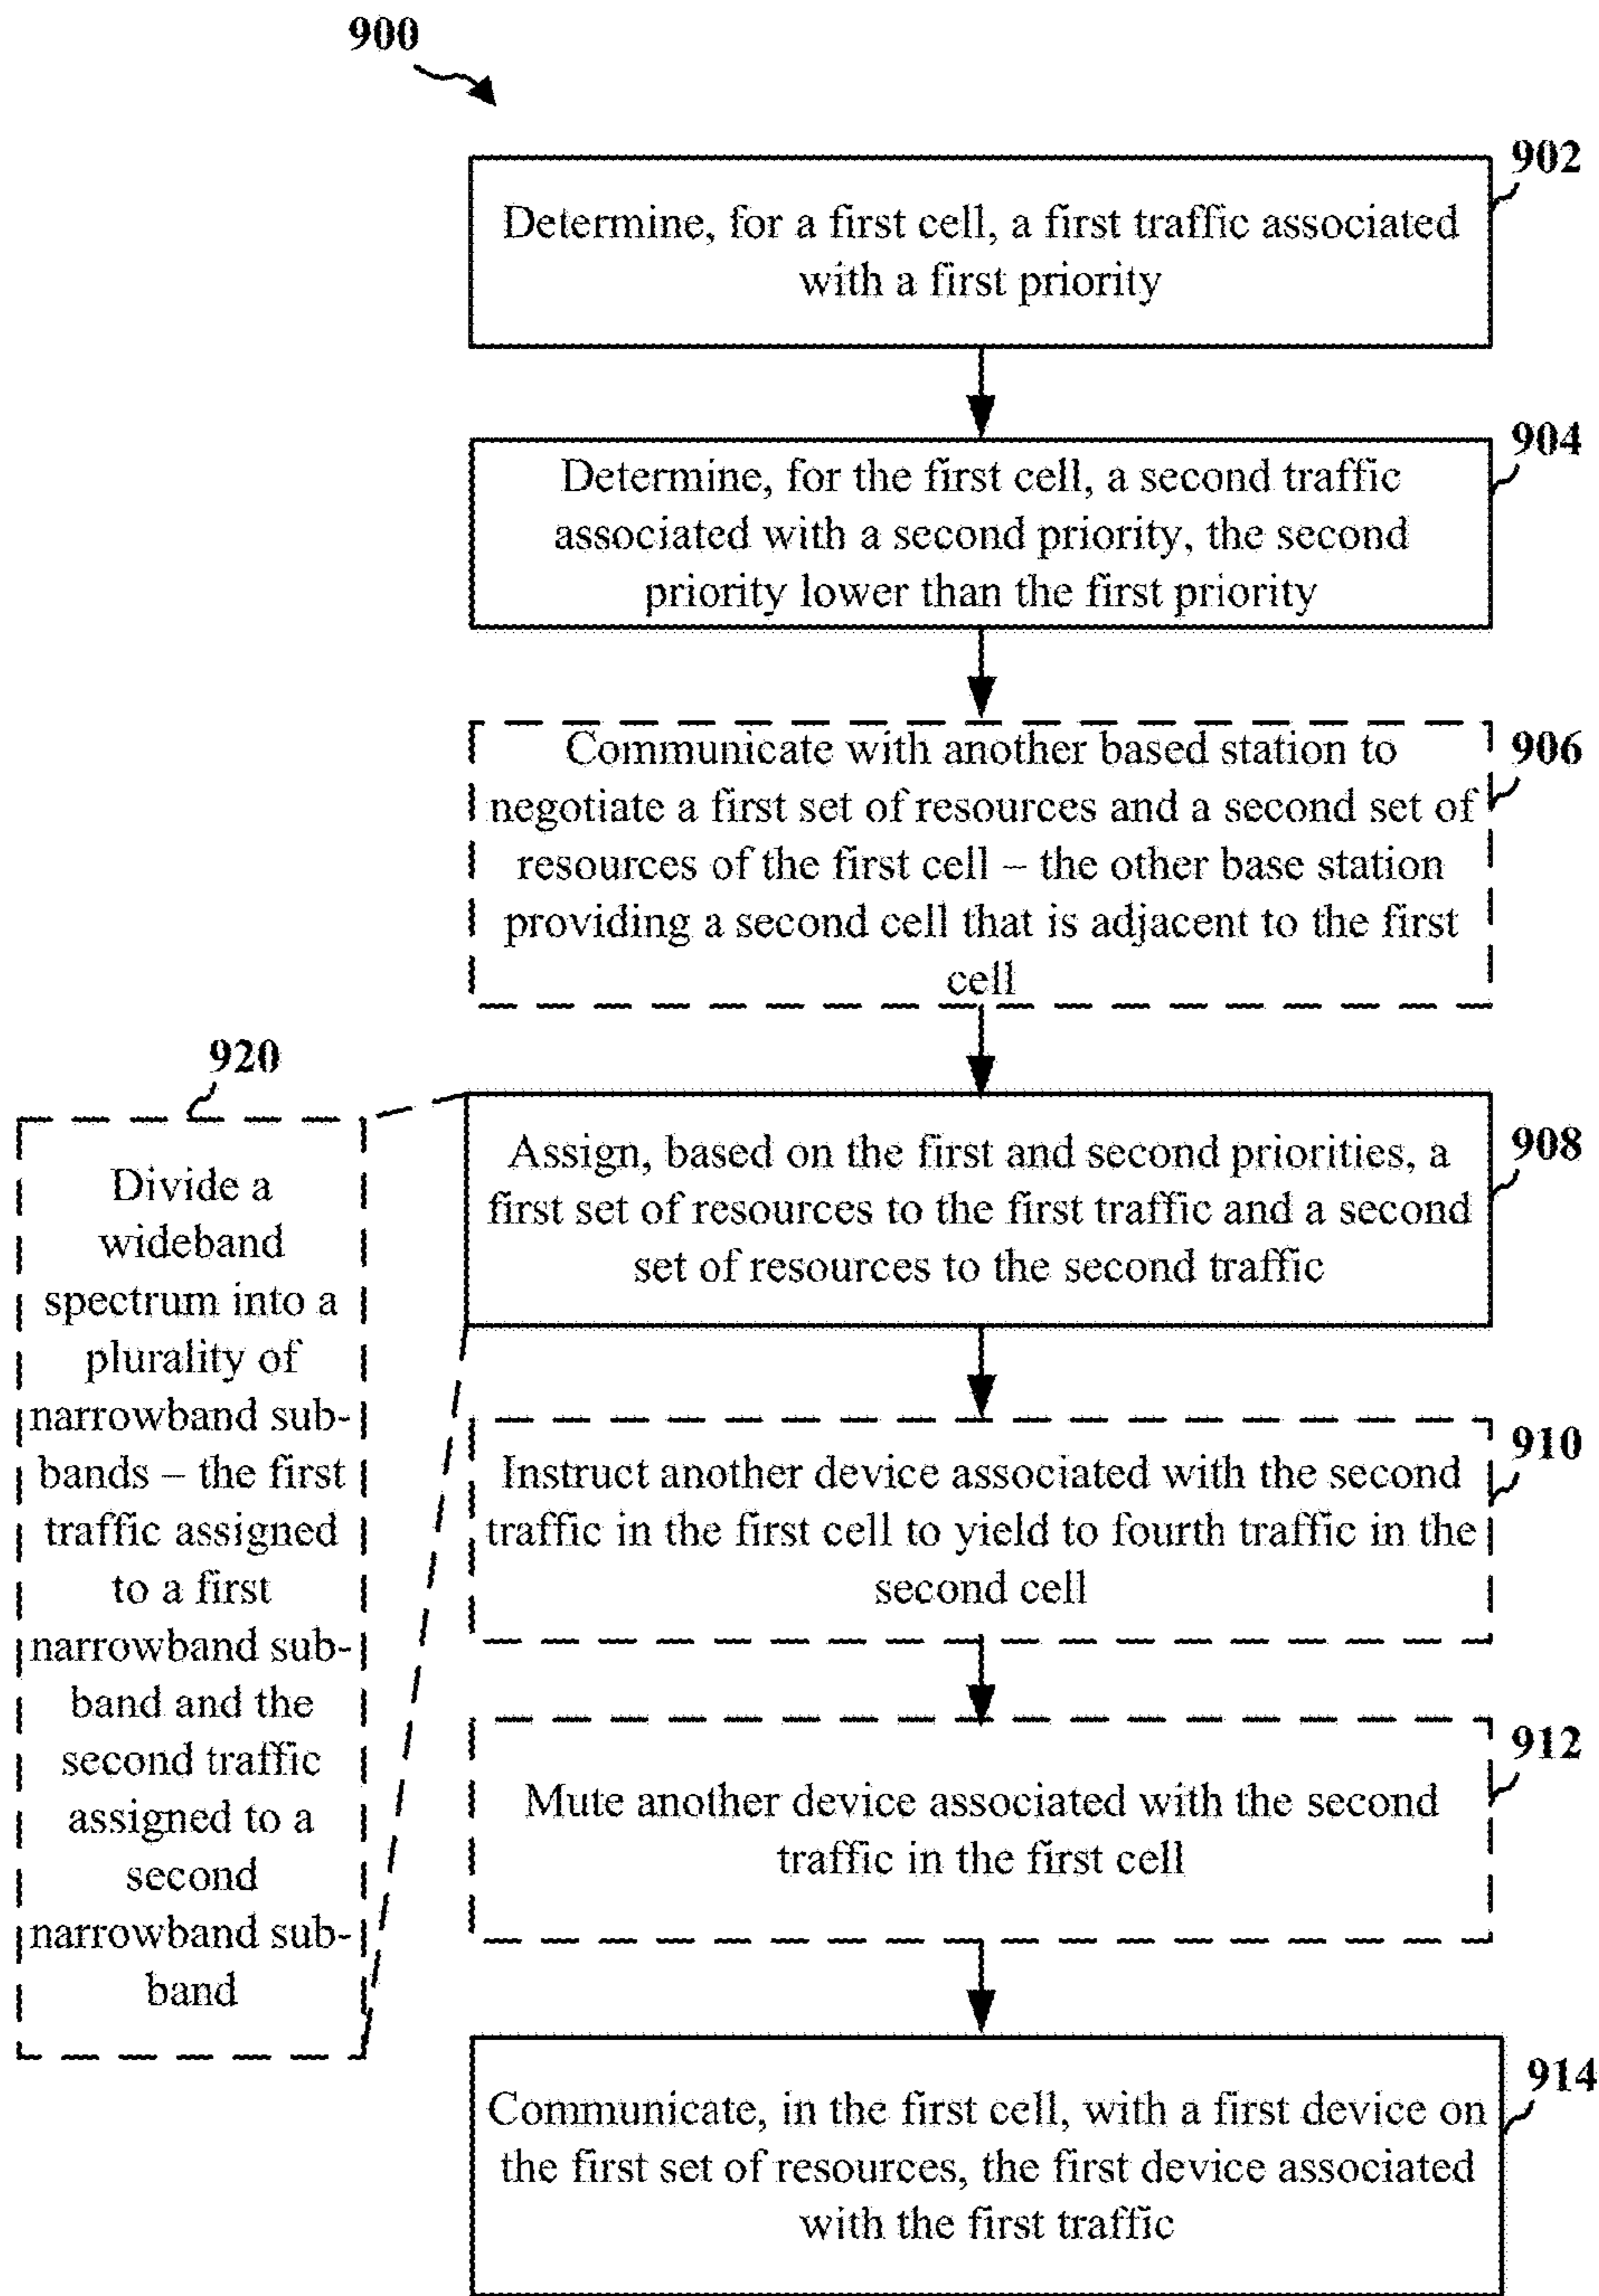 900
902
Determine, for a first cell, a first traffic associated
with a first priority
904
Determine, for the first cell, a second traffic
associated with a second priority, the second
priority lower than the first priority
906
Communicate with another based station to
negotiate a first set of resources and a second set of
resources of the first cell – the other base station
providing a second cell that is adjacent to the first
cell
908
Assign, based on the first and second priorities, a
first set of resources to the first traffic and a second
set of resources to the second traffic
920
Divide a
wideband
spectrum into a
plurality of
narrowband sub-
bands – the first
traffic assigned
to a first
narrowband sub-
band and the
second traffic
assigned to a
second
narrowband sub-
band
910
Instruct another device associated with the second
traffic in the first cell to yield to fourth traffic in the
second cell
912
Mute another device associated with the second
traffic in the first cell
914
Communicate, in the first cell, with a first device on
the first set of resources, the first device associated
with the first traffic